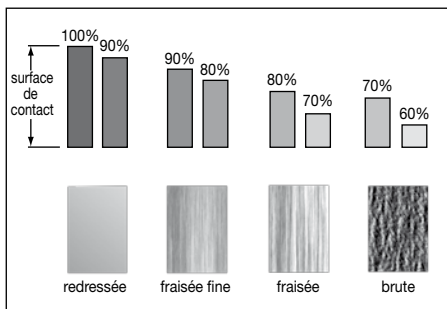 100%
90%
90%
80%
80%
70%
70%
60%
surface
de
contact
redressée
fraisée fine
fraisée
brute